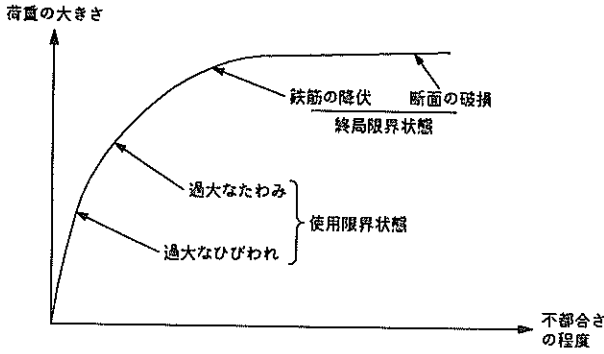 荷重の大きさ
鉄筋の降伏
断面の破損
終局限界状態
過大なたわみ
使用限界状態
過大なひびわれ
不都合さ
の程度